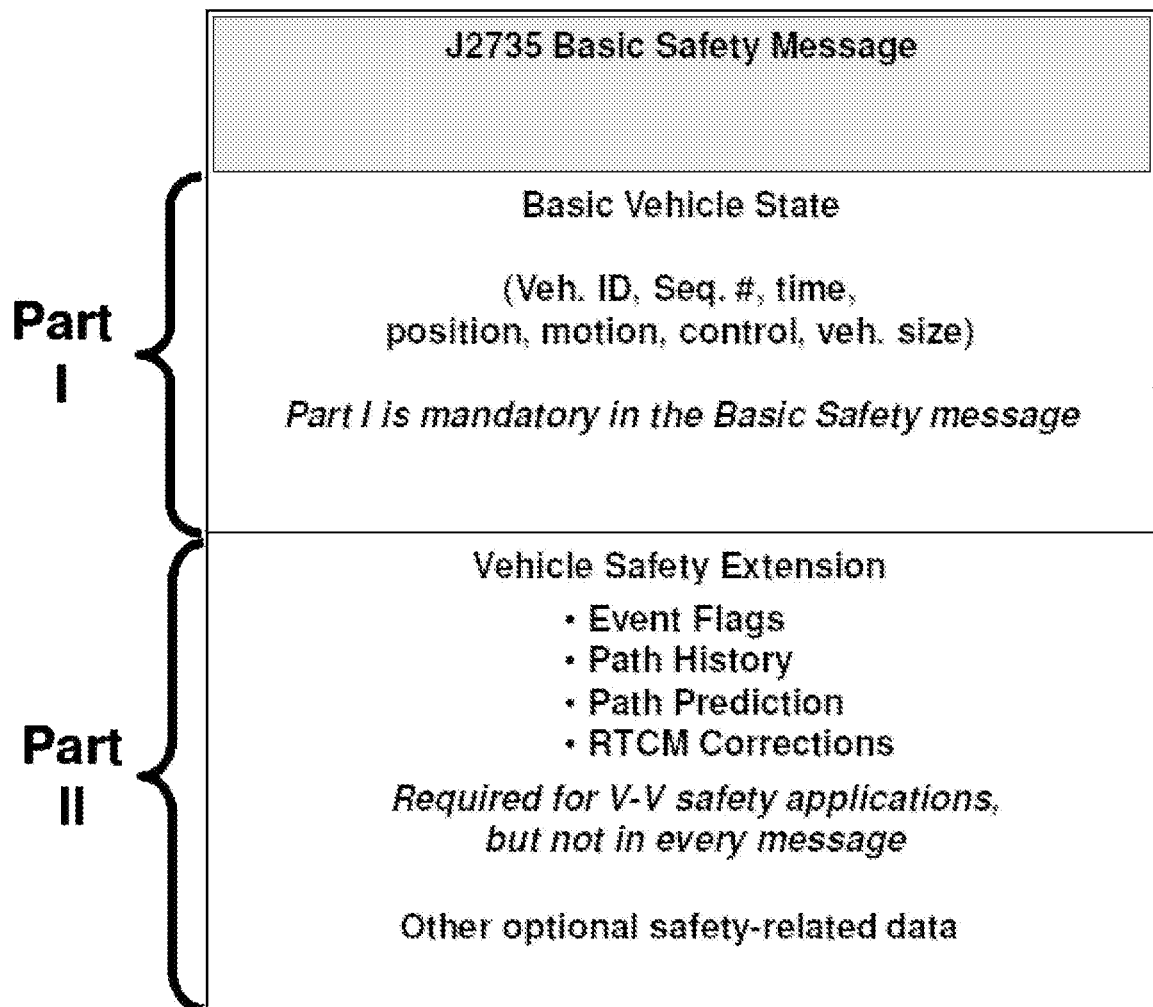 J2735 Basic Safety Message
Part
I
Basic Vehicle State
(Veh. ID, Seq. #, time,
position, motion, control, veh. size)
Part I is mandatory in the Basic Safety message
Part
II
Vehicle Safety Extension
• Event Flags
• Path History
• Path Prediction
• RTCM Corrections
Required for V-V safety applications,
but not in every message
Other optional safety-related data